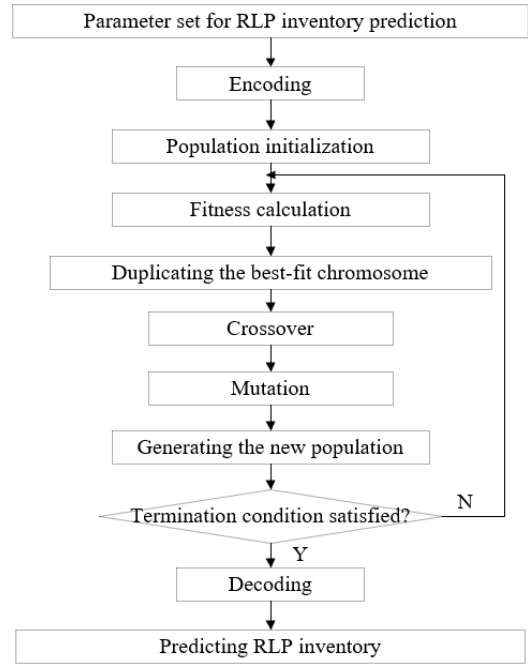 Parameter set for RLP inventory prediction
Encoding
Population initialization
Fitness calculation
Duplicating the best-fit chromosome
Crossover
Mutation
Generating the new population
N
Termination condition satisfied?
Y
Decoding
Predicting RLP inventory